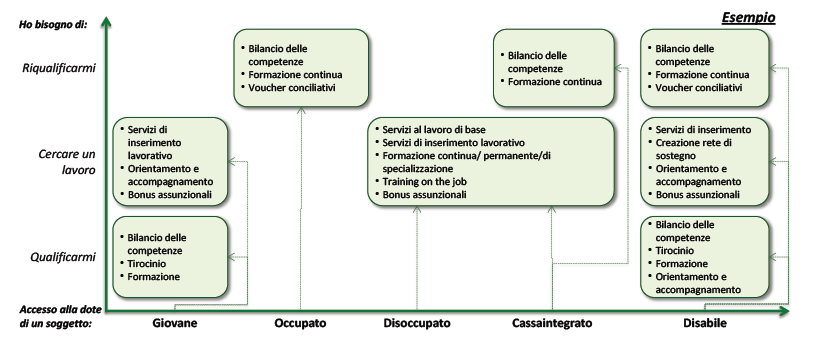 Ho bisogno di:
Esempio
Riqualificarmi
• Bilancio delle
competenze
• Formazione continua
• Voucher conciliativi
• Bilancio delle
competenze
• Formazione continua
• Bilancio delle
competenze
• Formazione continua
• Voucher conciliativi
Cercare un
lavoro
• Servizi di
inserimento
lavorativo
• Orientamento e
accompagnamento
• Bonus assunzionali
• Servizi al lavoro di base
• Servizi di inserimento lavorativo
• Formazione continua/ permanente/di
specializzazione
• Training on the job
• Bonus assunzionali
• Servizi di inserimento
• Creazione rete di
sostegno
• Orientamento e
accompagnamento
• Bonus assunzionali
Qualificarmi
• Bilancio delle
competenze
• Tirocinio
• Formazione
• Bilancio delle
competenze
• Tirocinio
• Formazione
• Orientamento e
accompagnamento
Accesso alla dote
di un soggetto:
Giovane
Occupato
Disoccupato
Cassaintegrato
Disabile